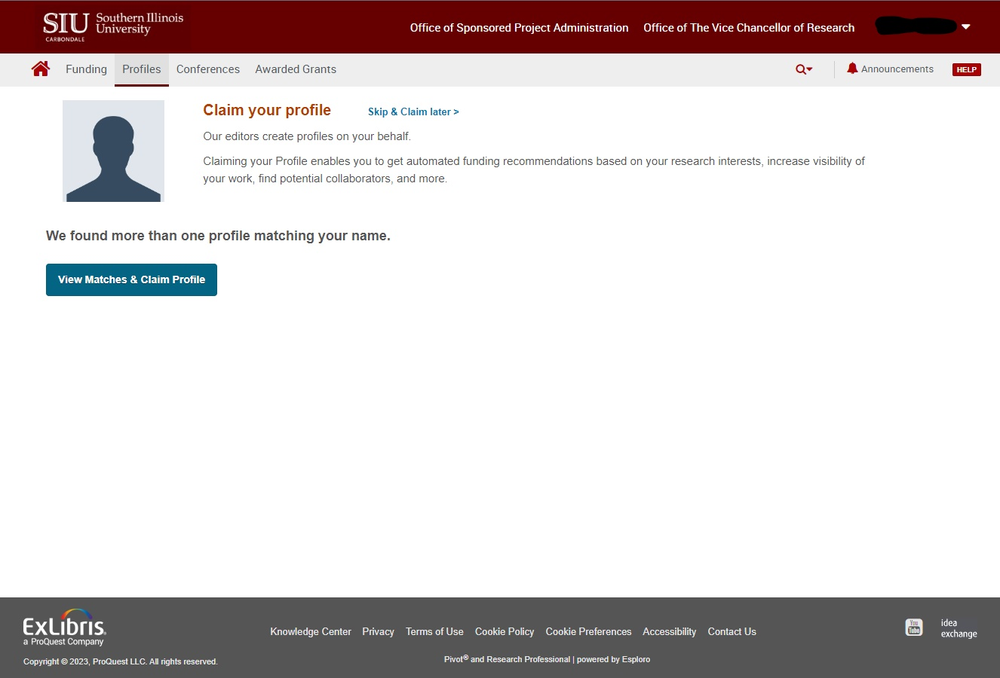 SIU Southern Illinois University
CARBONDALE
Office of Sponsored Project Administration Office of The Vice Chancellor of Research
Funding Profiles Conferences Awarded Grants Announcements HELP
Claim your profile Skip & Claim later >
Our editors create profiles on your behalf.
Claiming your Profile enables you to get automated funding recommendations based on your research interests, increase visibility of
your work, find potential collaborators, and more.
We found more than one profile matching your name.
View Matches & Claim Profile
ExLibris.
a ProQuest Company
Knowledge Center Privacy Terms of Use Cookie Policy Cookie Preferences Accessibility Contact Us
You Tube
idea
exchange
Copyright © 2023, ProQuest LLC. All rights reserved.
Pivot® and Research Professional | powered by Esploro